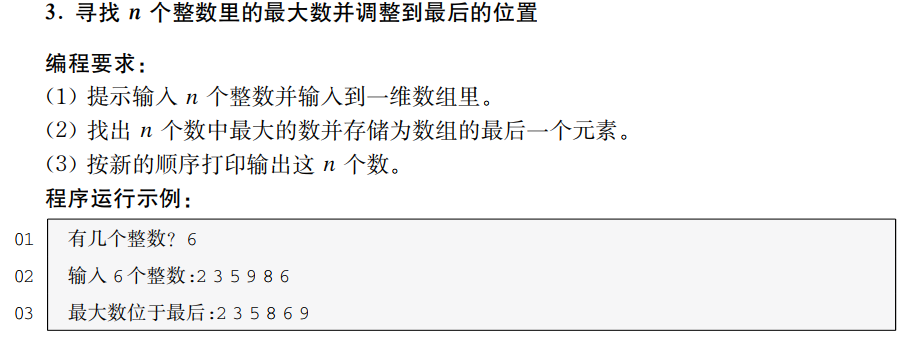 3. 寻找 n 个整数里的最大数并调整到最后的位置
编程要求：
（1）提示输入 n 个整数并输入到一维数组里。
（2）找出 n 个数中最大的数并存储为数组的最后一个元素。
（3）按新的顺序打印输出这 n 个数。
程序运行示例：
01 有几个整数？6
02 输入 6 个整数:2 3 5 9 8 6
03 最大数位于最后:2 3 5 8 6 9